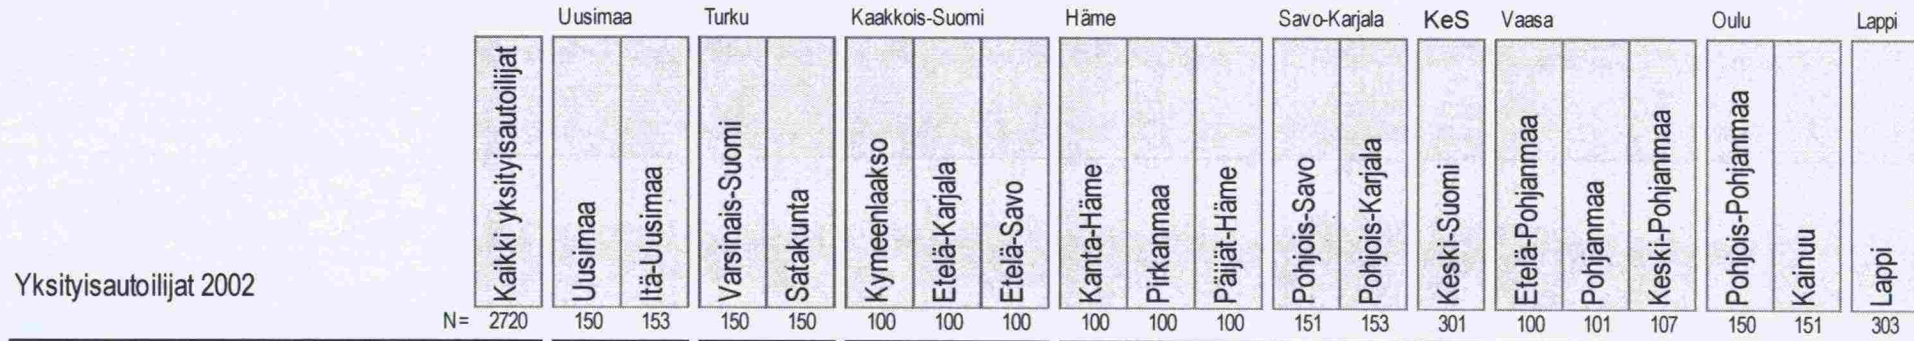 Uusimaa Turku Kaakkois-Suomi Häme Savo-Karjala KeS Vaasa Oulu Lappi
Kaikki yksityisautoilijat Uusimaa Itä-Uusimaa Varsinais-Suomi Satakunta Kymeenlaakso Etelä-Karjala Etelä-Savo Kanta-Häme Pirkanmaa Päijät-Häme Pohjois-Savo Pohjois-Karjala Keski-Suomi Etelä-Pohjanmaa Pohjanmaa Keski-Pohjanmaa Pohjois-Pohjanmaa Kainuu Lappi
Yksityisautoilijat 2002
N= 2720 150 153 150 150 100 100 100 100 100 100 151 153 301 100 101 107 150 151 303